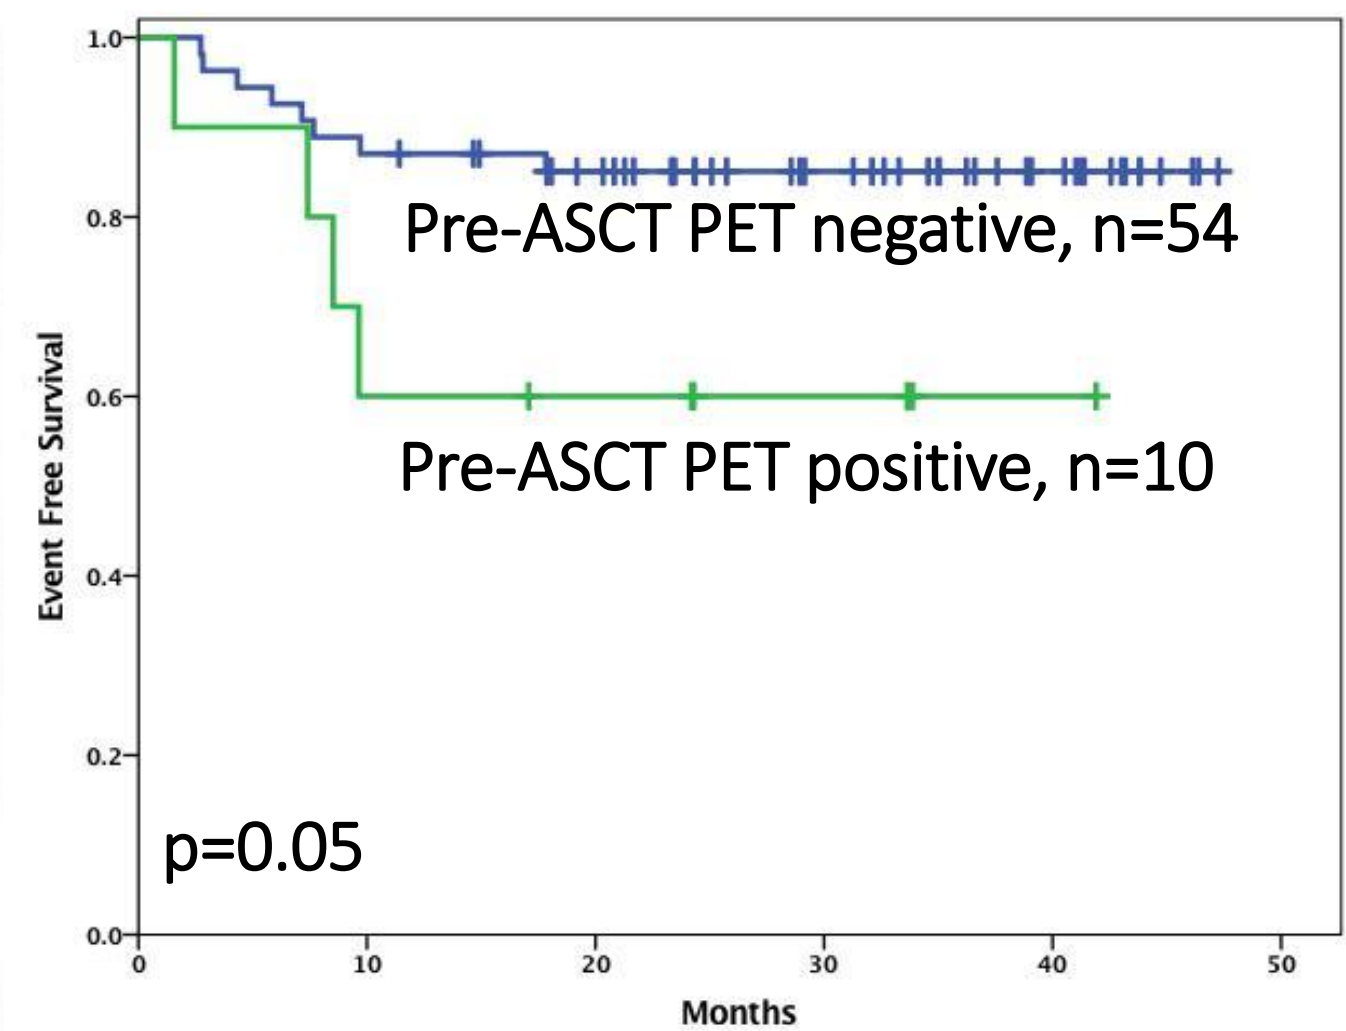 1.0
0.8
0.6
0.4
0.2
0.0
Event Free Survival
Pre-ASCT PET negative, n=54
Pre-ASCT PET positive, n=10
p=0.05
0 10 20 30 40 50
Months